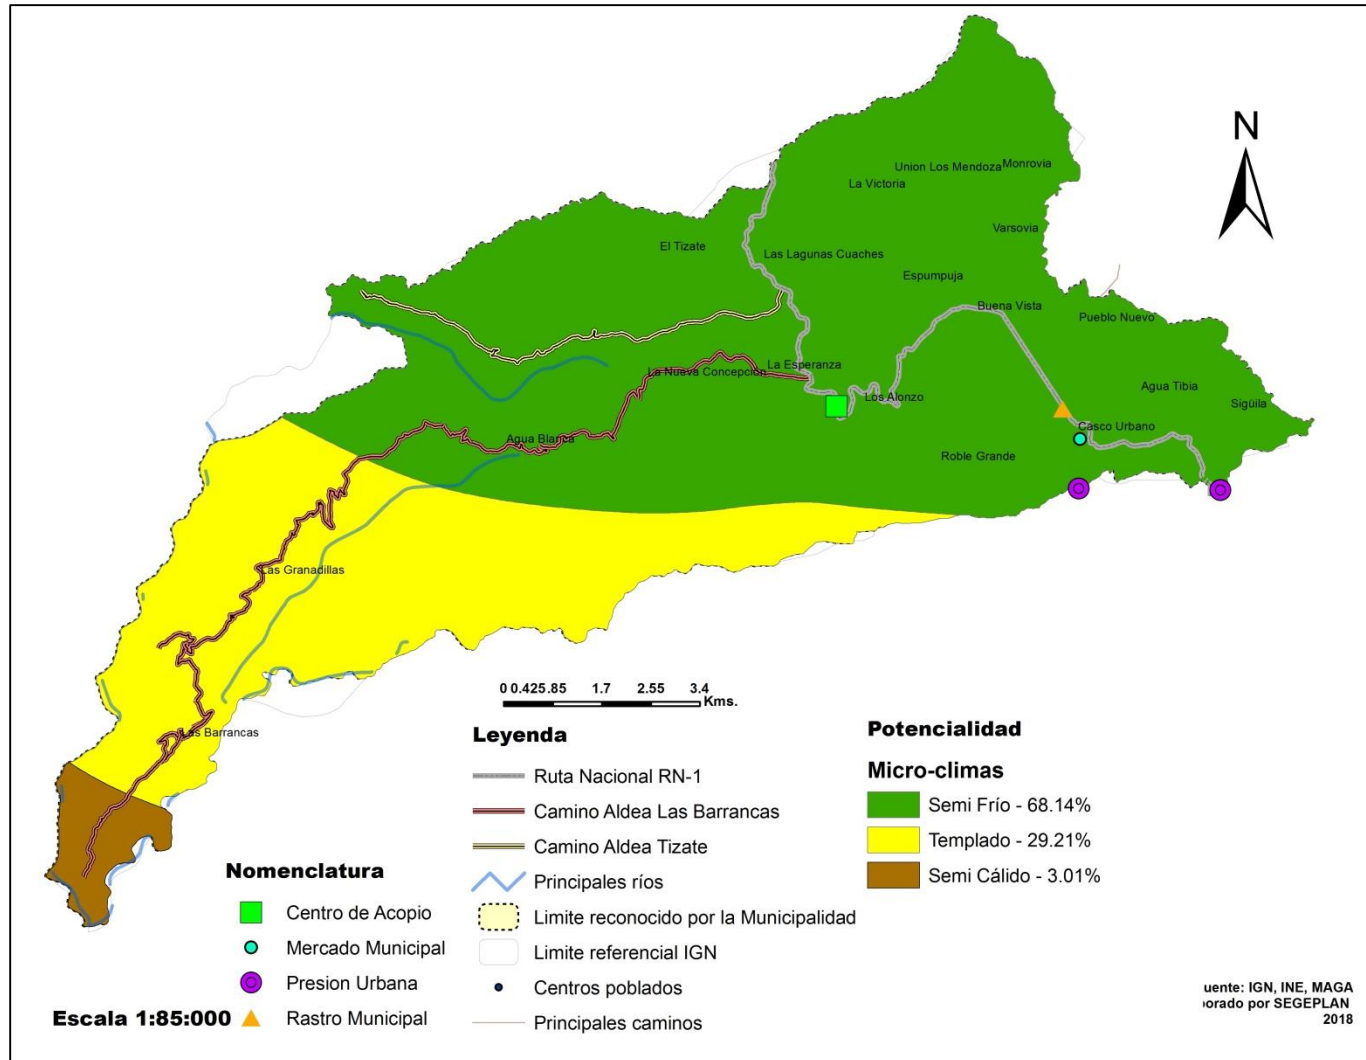 N
Union Los Mendoza
Monrovia
La Victoria
Varsovia
El Tizate
Las Lagunas Cuaches
Espumpuja
Buena Vista
Pueblo Nuevo
La Esperanza
La Nueva Concepción
Agua Tibia
Los Alonzo
Sigüila
Casco Urbano
Agua Blanca
Roble Grande
Las Granadillas
Las Barrancas
0 0.425.85 1.7 2.55 3.4
Kms.
Leyenda
Ruta Nacional RN-1
Camino Aldea Las Barrancas
Camino Aldea Tizate
Principales ríos
Limite reconocido por la Municipalidad
Limite referencial IGN
Centros poblados
Principales caminos
Potencialidad
Micro-climas
Semi Frío - 68.14%
Templado - 29.21%
Semi Cálido - 3.01%
Nomenclatura
Centro de Acopio
Mercado Municipal
Presion Urbana
Rastro Municipal
Escala 1:85:000
uente: IGN, INE, MAGA
orado por SEGEPLAN
2018